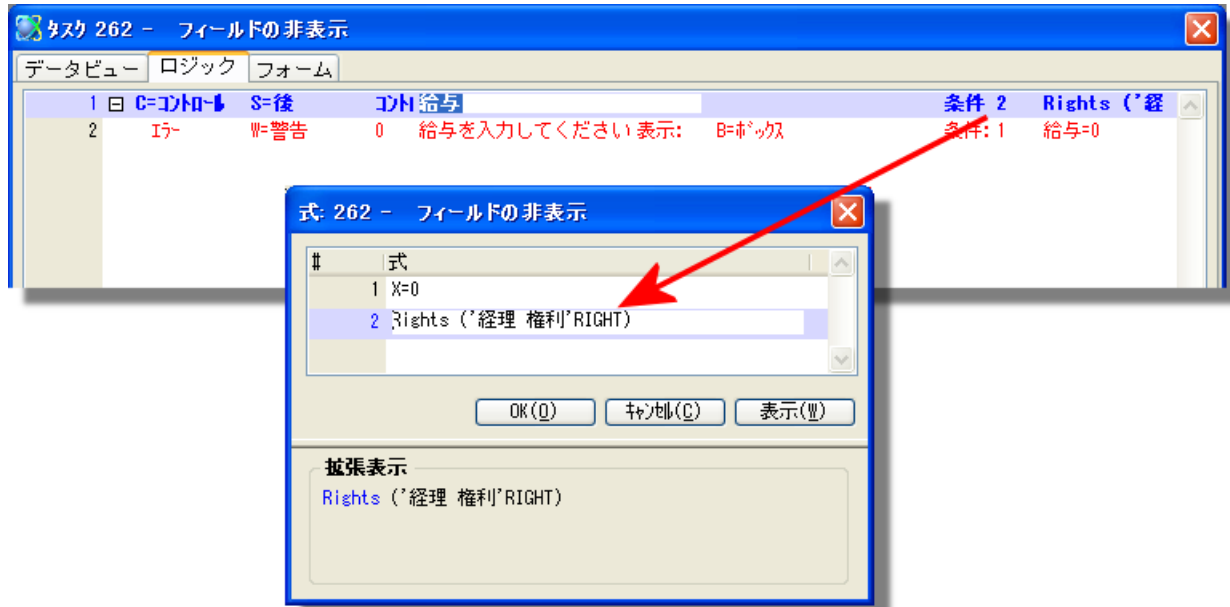 タスク 262 - フィールドの非表示
データビュー ロジック フォーム
1 C=コントロール S=後 コントl 給与 条件 2 Rights ('経
2 エラー W=警告 0 給与を入力してください 表示: B=ボックス 条件: 1 給与=0
式: 262 - フィールドの非表示
# 式
1 X=0
2 Rights ('経理 権利'RIGHT)
OK(O) キャンセル(C) 表示(W)
拡張表示
Rights ('経理 権利'RIGHT)